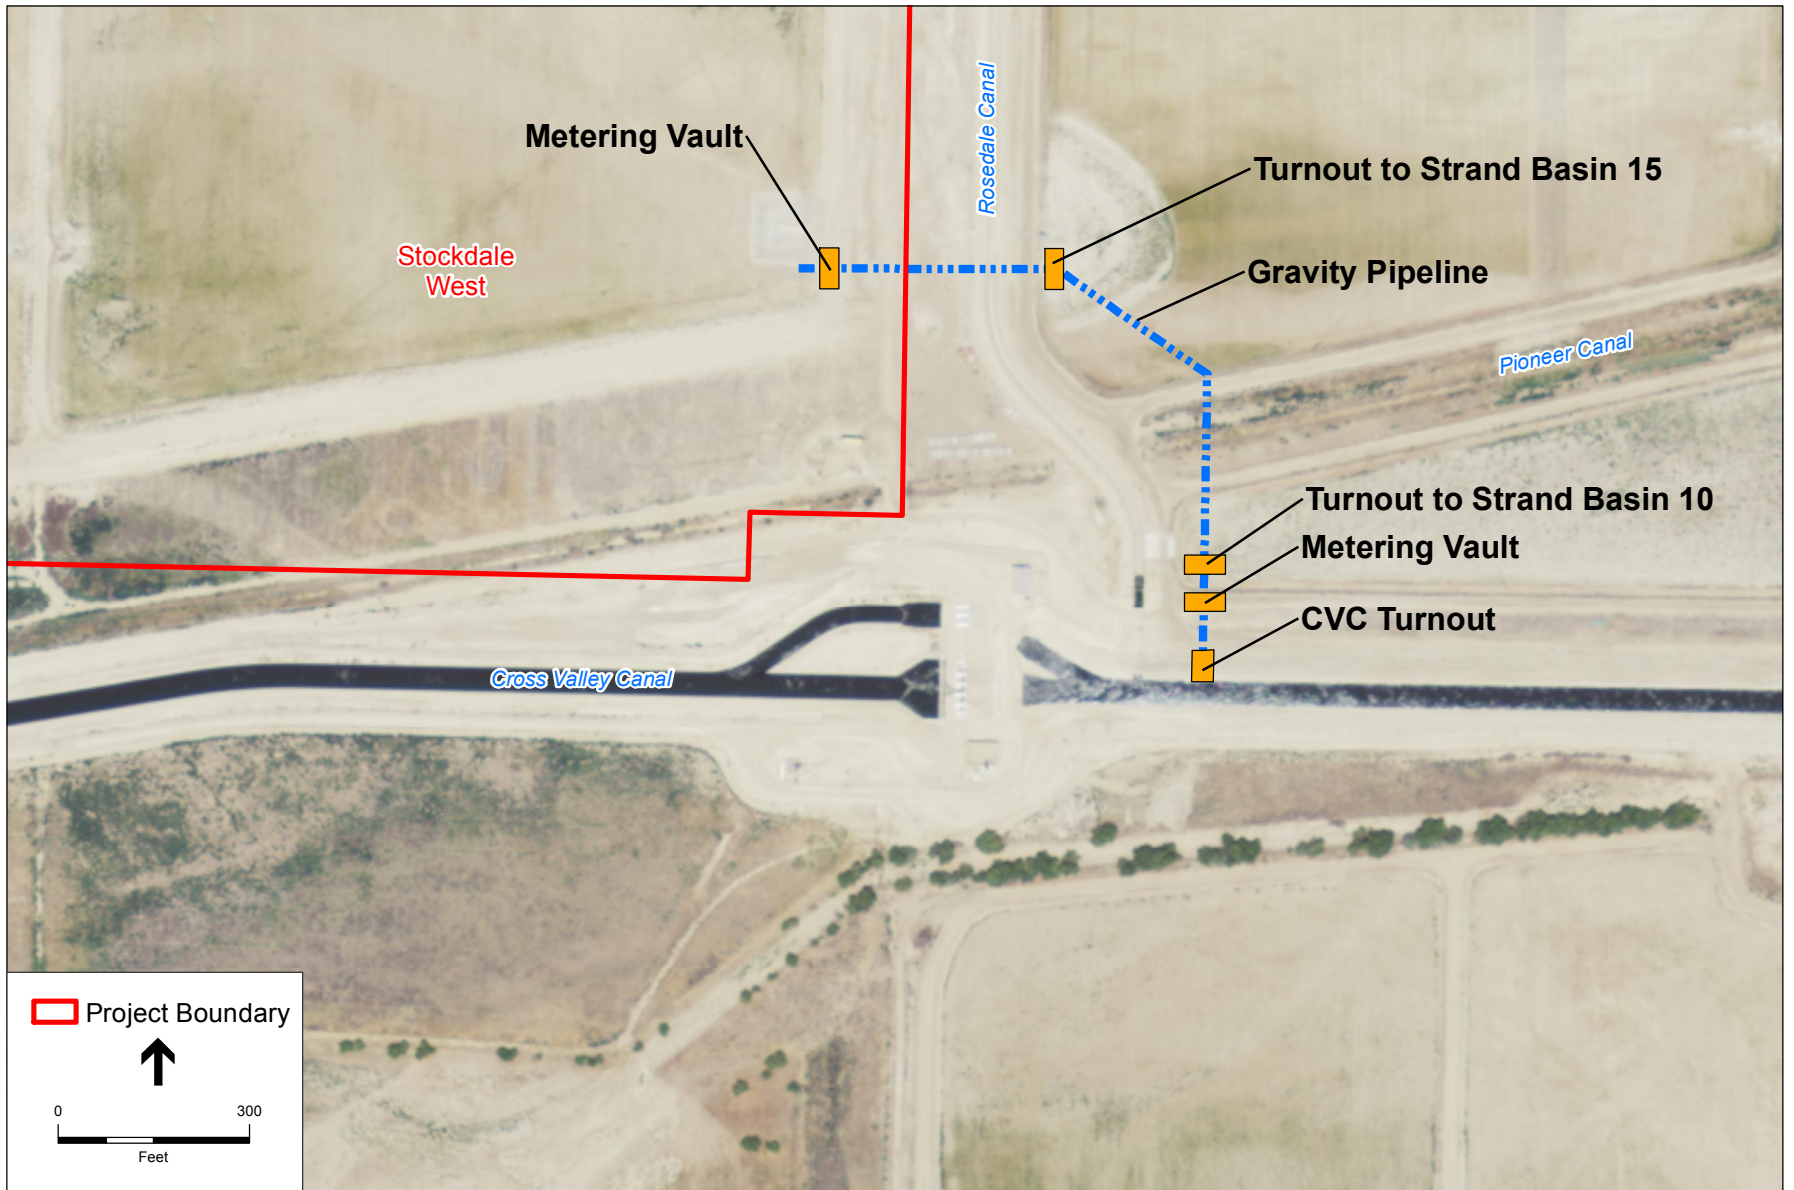 Metering Vault
Rosedale Canal
Turnout to Strand Basin 15
Stockdale
West
Gravity Pipeline
Pioneer Canal
Turnout to Strand Basin 10
Metering Vault
CVC Turnout
Cross Valley Canal
Project Boundary
0 300
Feet